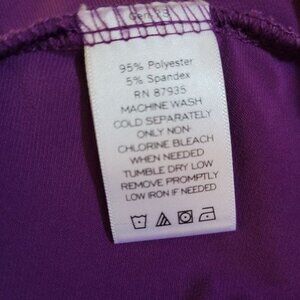 95% Polyester
5% Spandex
RN 87935
MACHINE WASH
COLD SEPARATELY
ONLY NON-
CHLORINE BLEACH
WHEN NEEDED
TUMBLE DRY LOW
REMOVE PROMPTLY
LOW IRON IF NEEDED